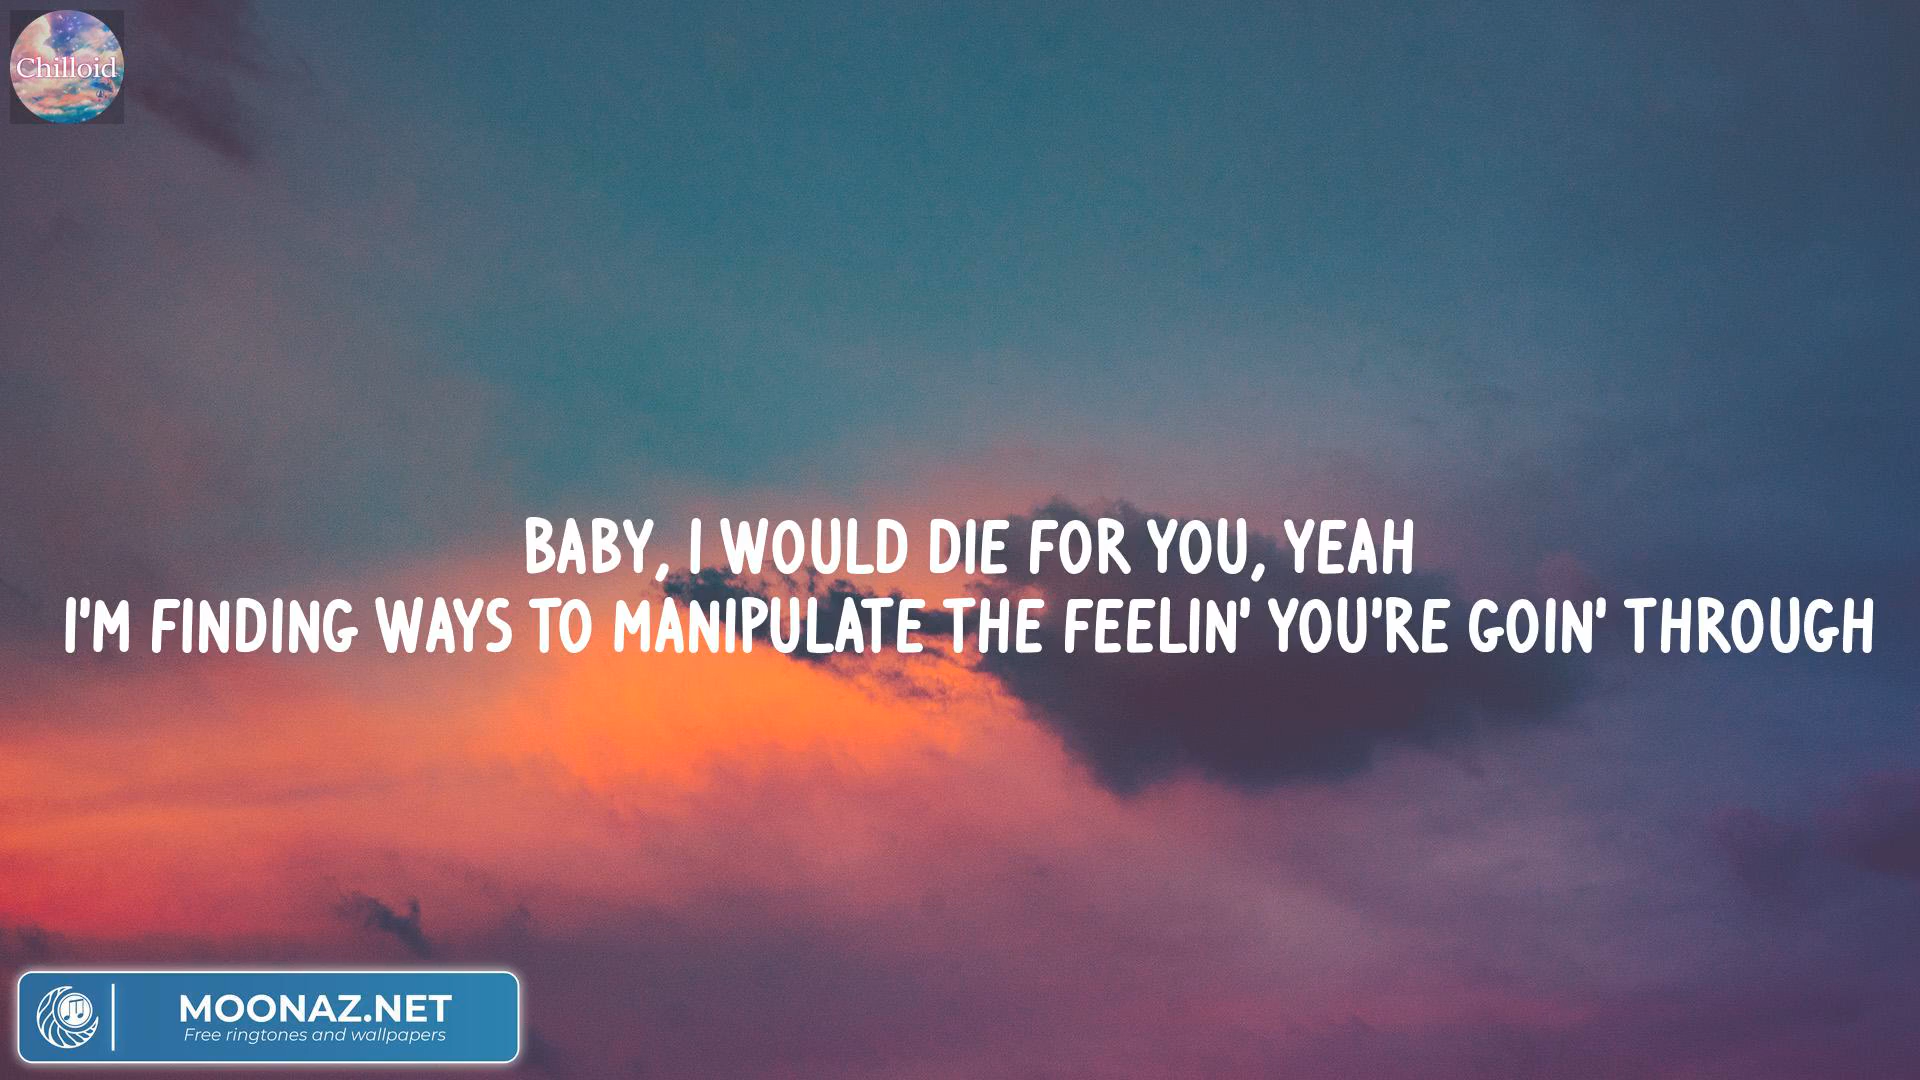 Chilloid
BABY, I WOULD DIE FOR YOU, YEAH
I'M FINDING WAYS TO MANIPULATE THE FEELIN' YOU'RE GOIN' THROUGH
MOONAZ.NET
Free ringtones and wallpapers